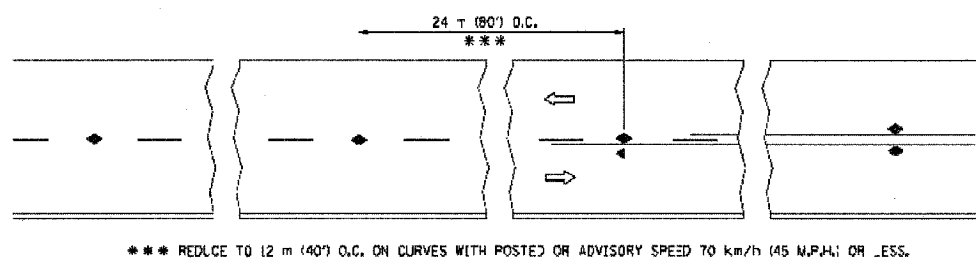 24 m (80') O.C.
***
*** REDUCE TO 12 m (40') O.C. ON CURVES WITH POSTED OR ADVISORY SPEED 70 km/h (45 M.P.H.) OR LESS.